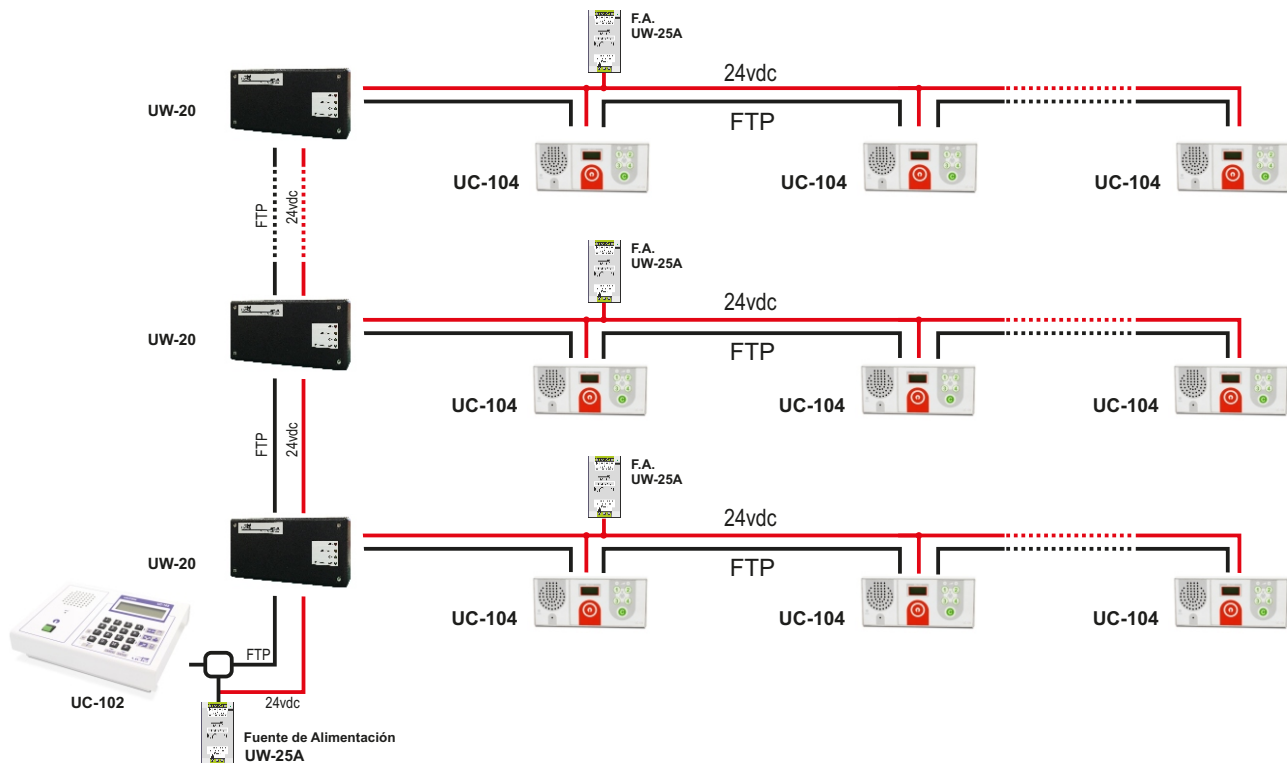 F.A.
UW-25A
24vdc
UW-20
FTP
UC-104
UC-104
UC-104
FTP
24vdc
F.A.
UW-25A
24vdc
UW-20
FTP
UC-104
UC-104
UC-104
FTP
24vdc
F.A.
UW-25A
24vdc
UW-20
FTP
UC-104
UC-104
UC-104
FTP
UC-102
24vdc
Fuente de Alimentación
UW-25A